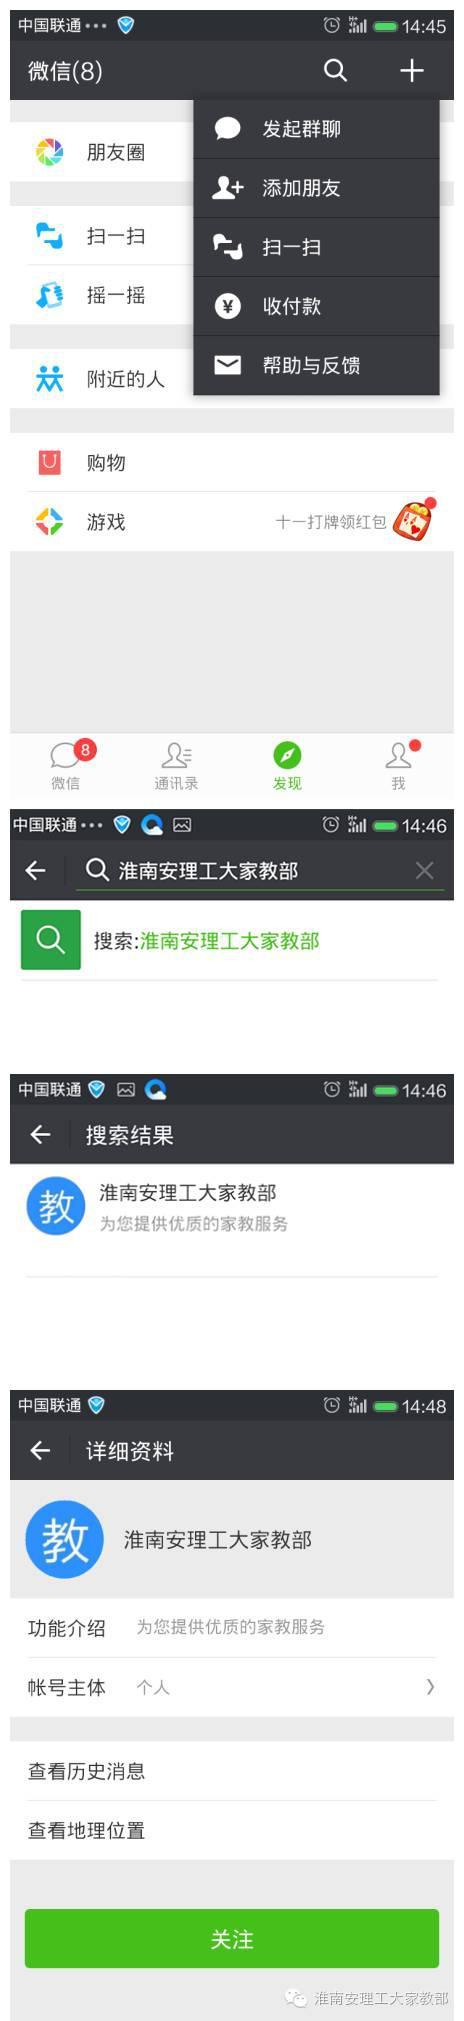 中国联通 14:45
微信(8)
发起群聊
朋友圈
添加朋友
扫一扫
扫一扫
摇一摇
收付款
附近的人
帮助与反馈
购物
游戏 十一打牌领红包
8
微信 通讯录 发现 我
中国联通 14:46
淮南安理工大家教部
搜索:淮南安理工大家教部
中国联通 14:46
搜索结果
教
淮南安理工大家教部
为您提供优质的家教服务
中国联通 14:48
详细资料
教 淮南安理工大家教部
功能介绍 为您提供优质的家教服务
帐号主体 个人
查看历史消息
查看地理位置
关注
淮南安理工大家教部